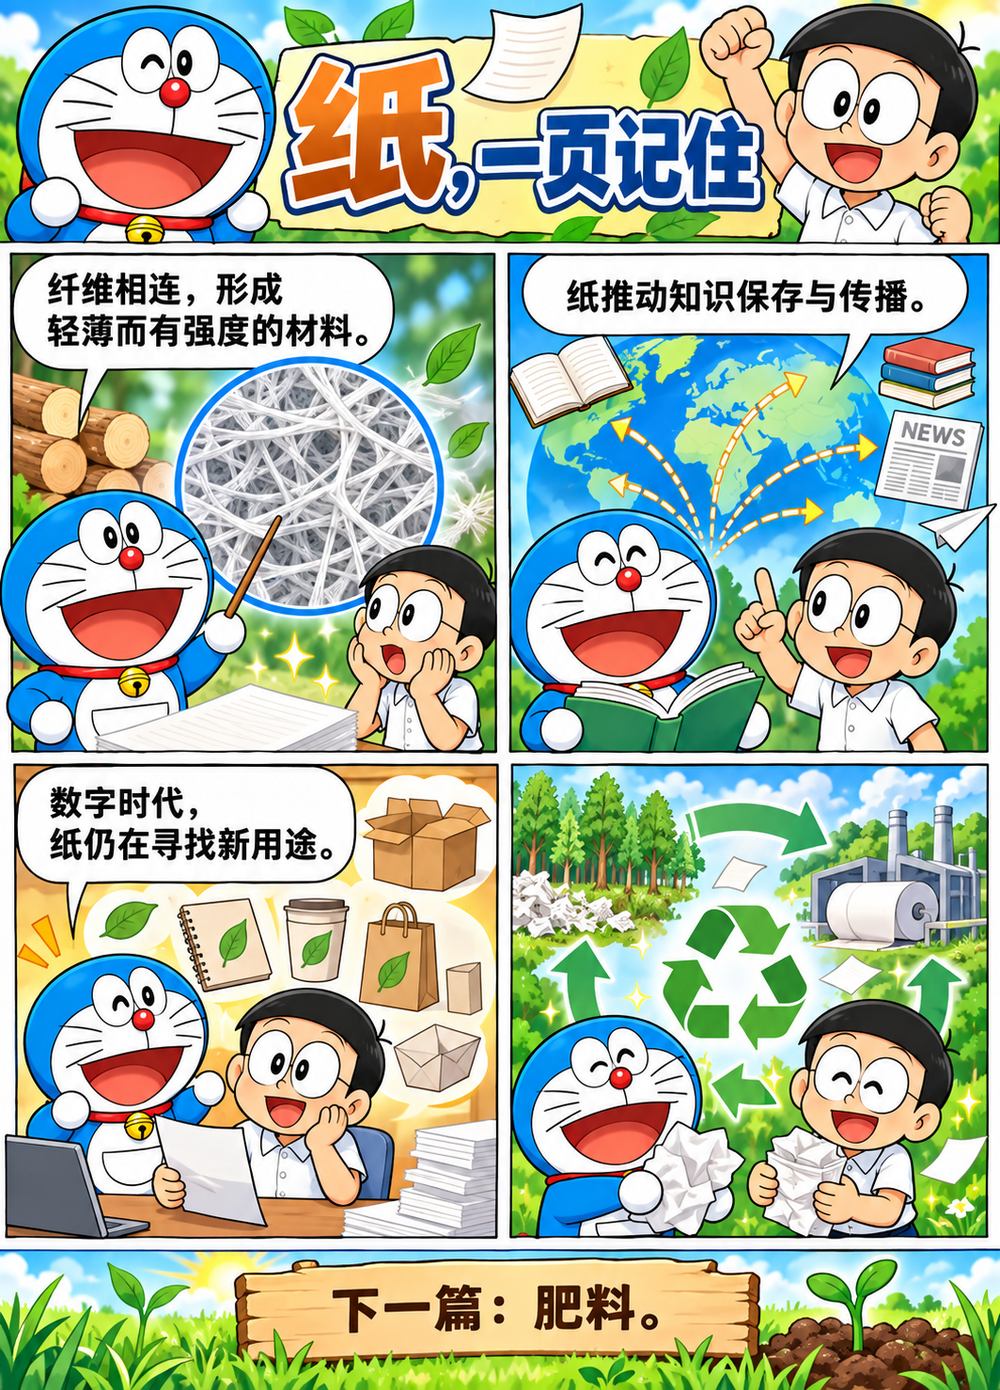 纸，一页记住
纤维相连，形成
轻薄而有强度的材料。
纸推动知识保存与传播。
NEWS
数字时代，
纸仍在寻找新用途。
下一篇：肥料。